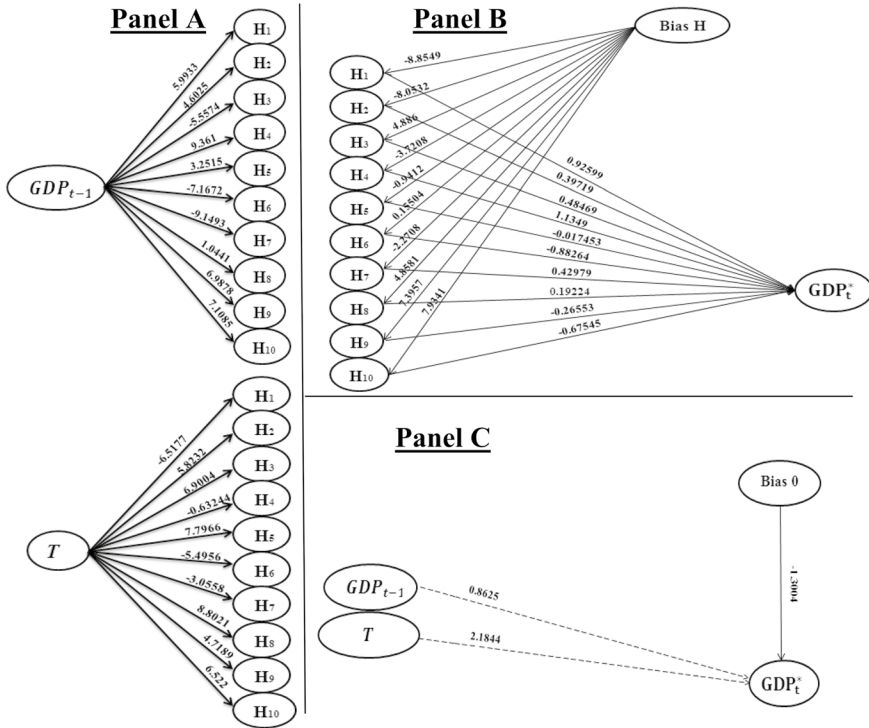 Panel A
H1
H2
H3
H4
H5
H6
H7
H8
H9
H10
GDPt−1
5.9933
4.6025
-5.5574
9.361
3.2515
-7.1672
-9.1493
1.0441
6.9878
7.1085
H1
H2
H3
H4
H5
H6
H7
H8
H9
H10
T
-6.5177
5.8232
6.9004
-0.63244
7.7966
-5.4956
-3.0558
8.8021
4.7189
6.522
Panel B
Bias H
H1
H2
H3
H4
H5
H6
H7
H8
H9
H10
-8.8549
-8.0532
4.886
-3.7208
-0.9412
0.15504
-2.2708
4.8581
7.3957
7.9341
0.92599
0.39719
0.48469
1.1349
-0.017453
-0.88264
0.42979
0.19224
-0.26553
-0.67545
GDPt*
Panel C
Bias 0
-1.3004
GDPt−1
0.8625
T
2.1844
GDPt*